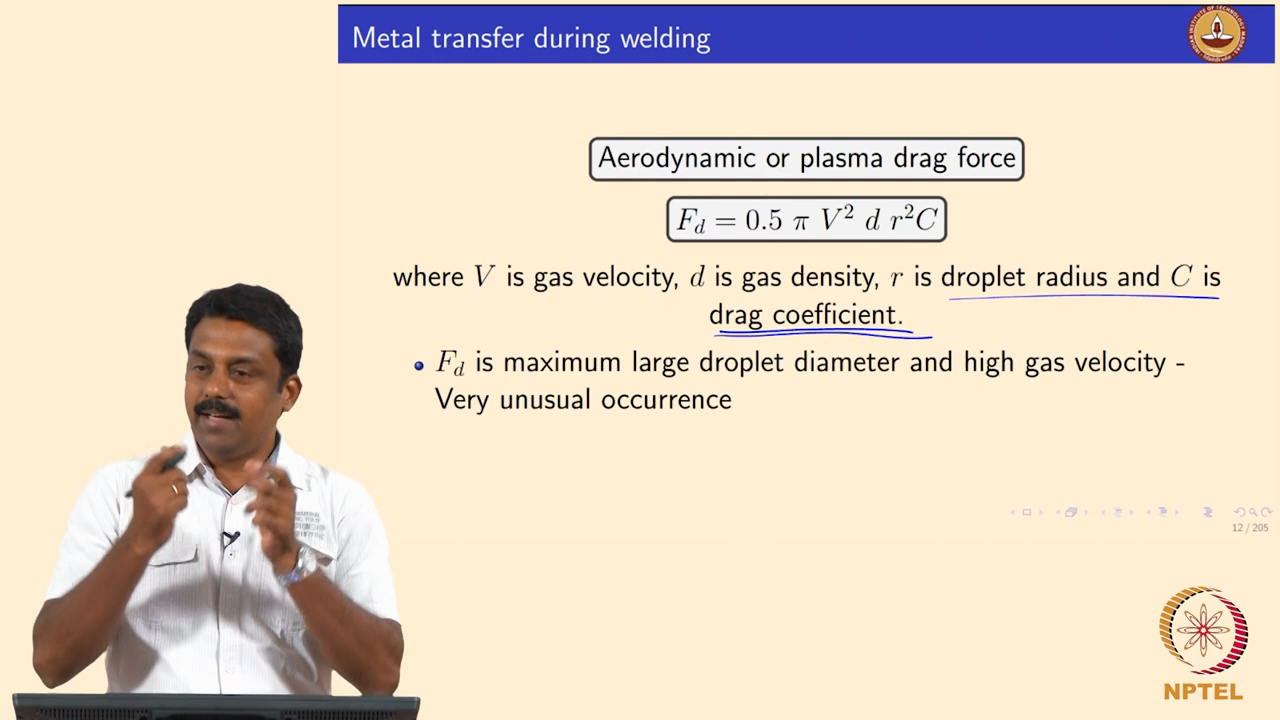 Metal transfer during welding
Aerodynamic or plasma drag force
F_d = 0.5 π V² d r²C
where V is gas velocity, d is gas density, r is droplet radius and C is
drag coefficient.
F_d is maximum large droplet diameter and high gas velocity -
Very unusual occurrence
12 / 205
NPTEL